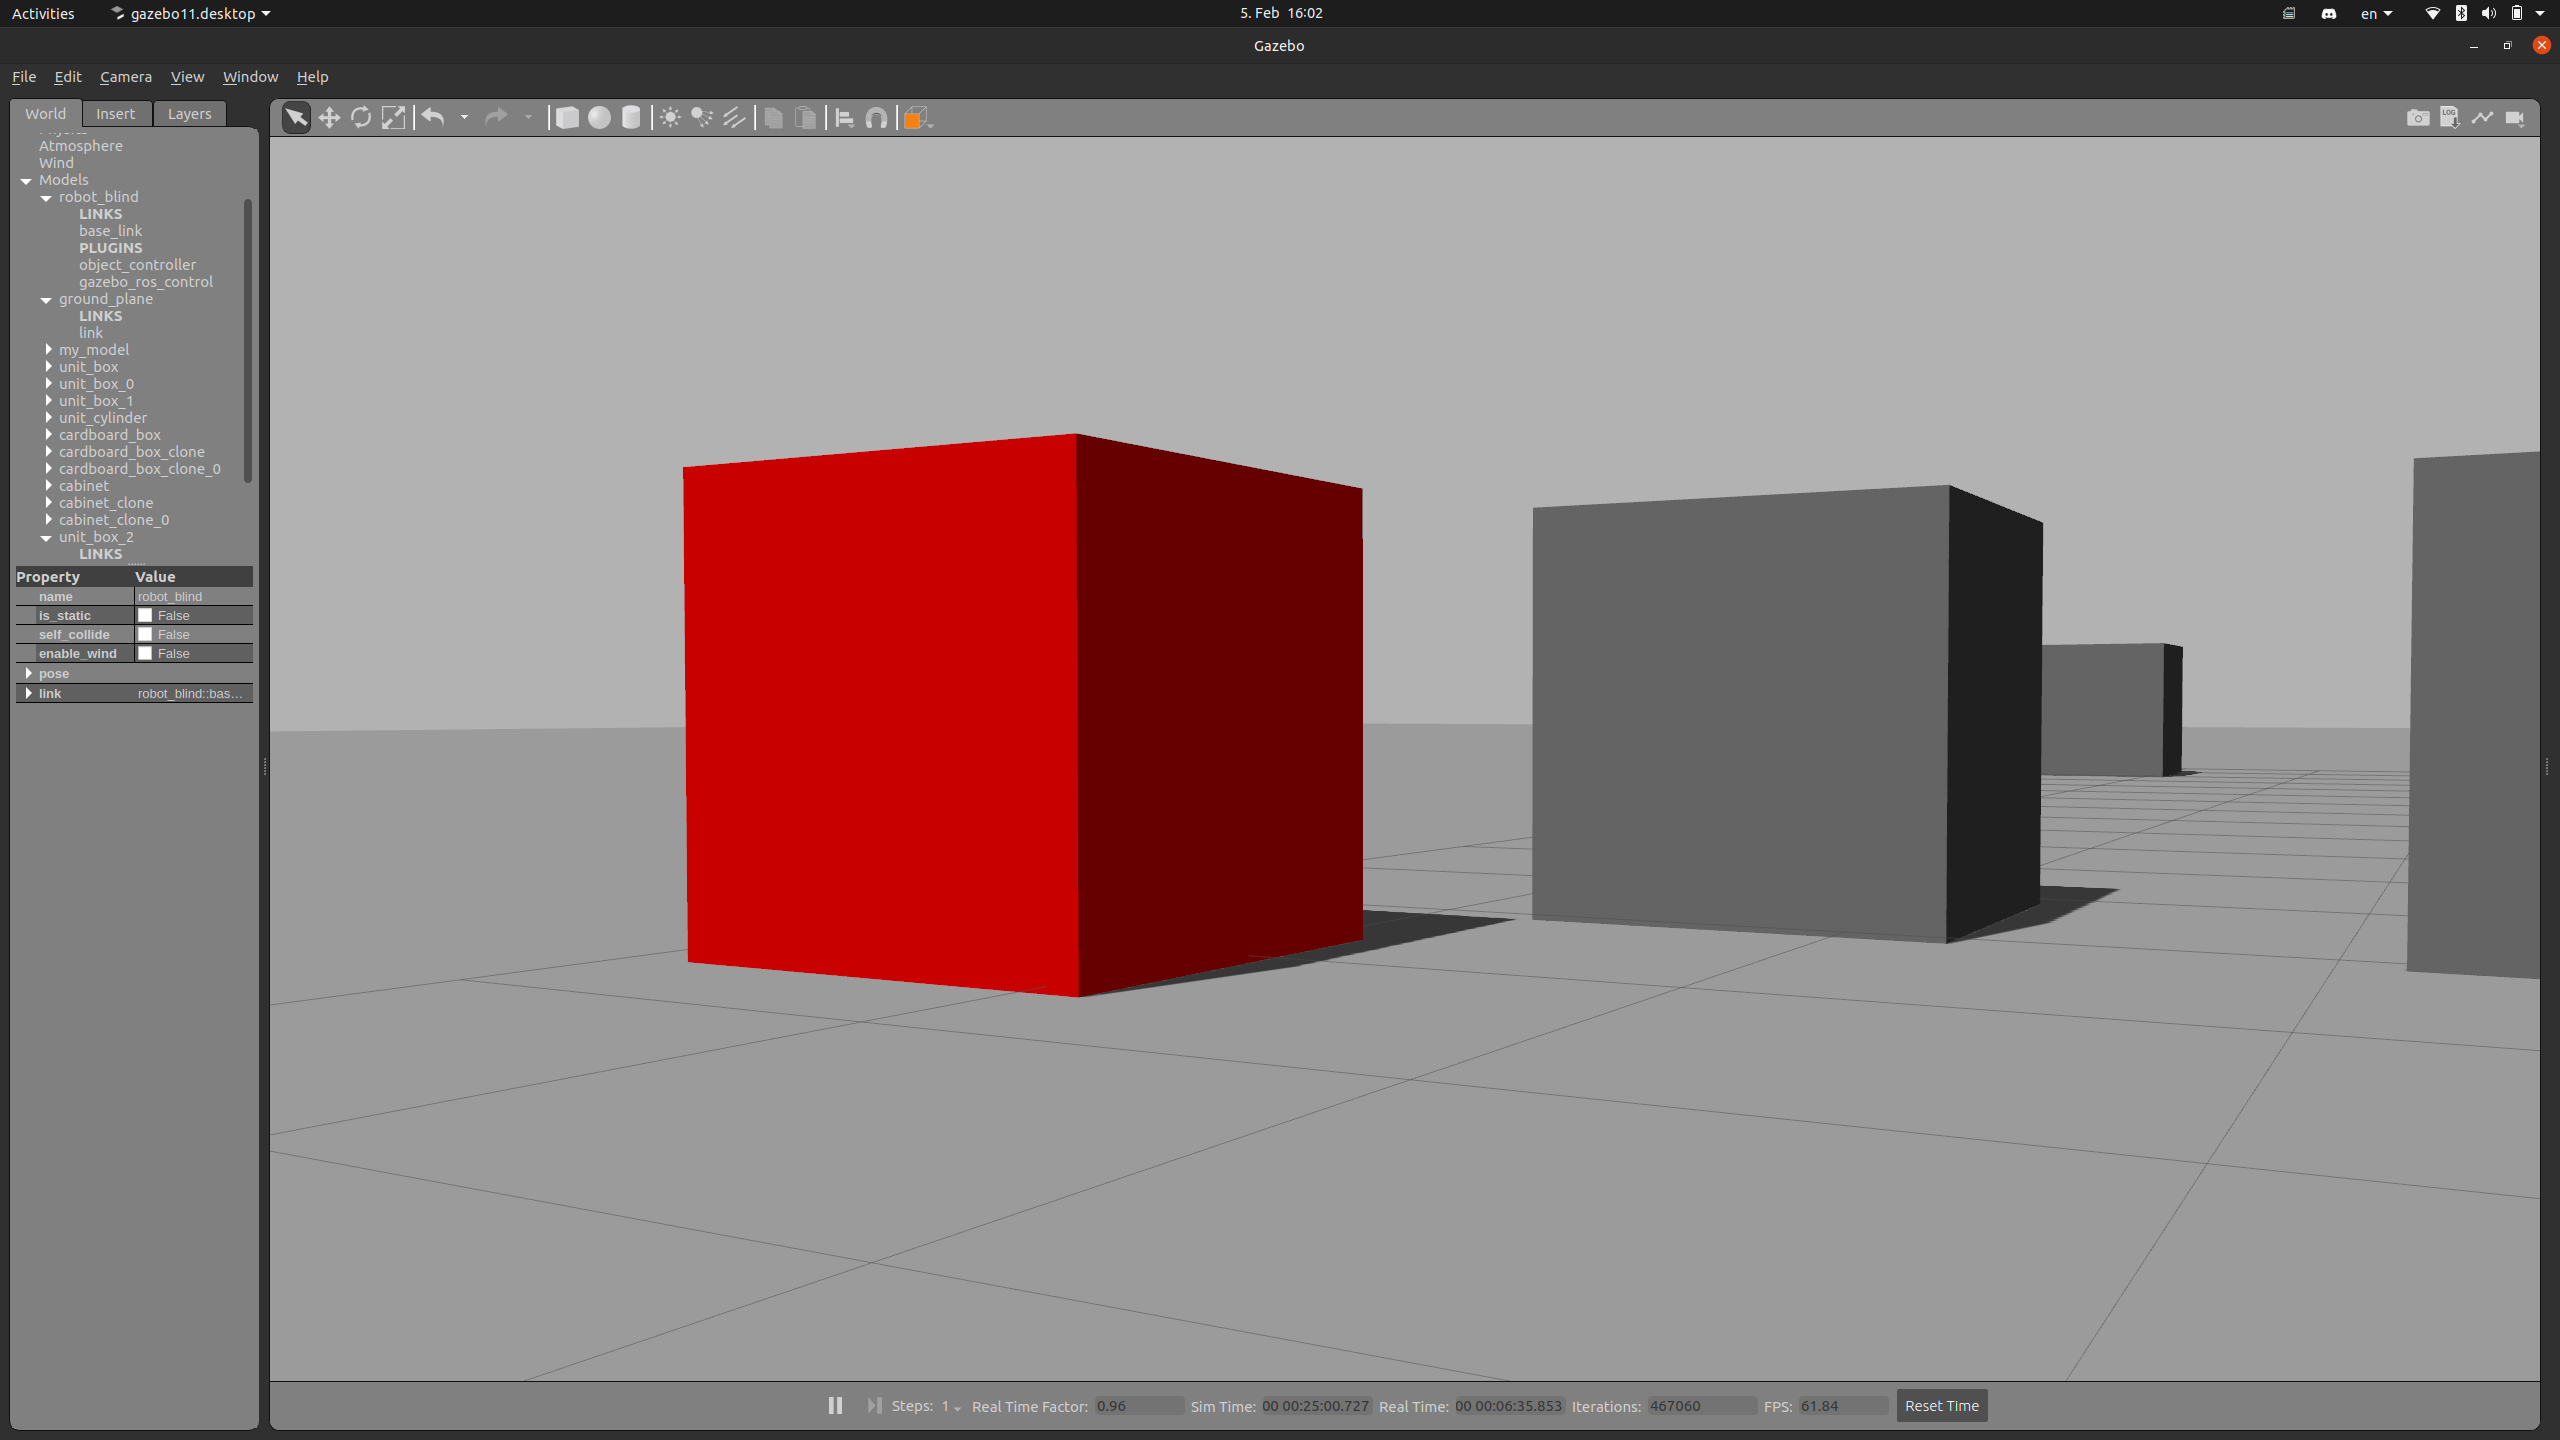 Activities gazebo11.desktop 5. Feb 16:02 en
Gazebo
File Edit Camera View Window Help
World Insert Layers
Atmosphere
Wind
Models
robot_blind
LINKS
base_link
PLUGINS
object_controller
gazebo_ros_control
ground_plane
LINKS
link
my_model
unit_box
unit_box_0
unit_box_1
unit_cylinder
cardboard_box
cardboard_box_clone
cardboard_box_clone_0
cabinet
cabinet_clone
cabinet_clone_0
unit_box_2
LINKS
Property Value
name robot_blind
is_static False
self_collide False
enable_wind False
pose
link robot_blind::bas...
LOG
Steps: 1 Real Time Factor: 0.96 Sim Time: 00 00:25:00.727 Real Time: 00 00:06:35.853 Iterations: 467060 FPS: 61.84 Reset Time